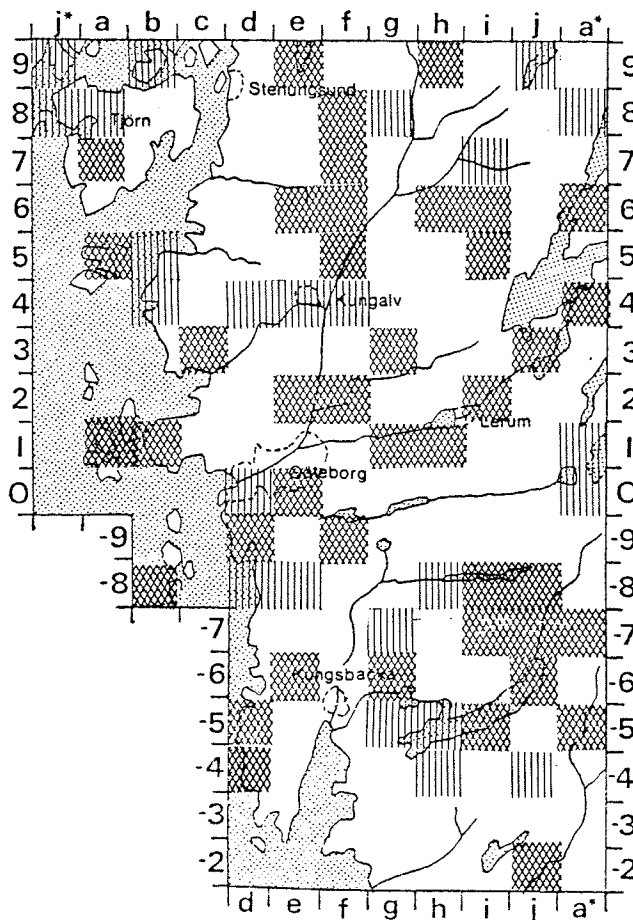 j* a b c d e f g h i j a*
9 9
Stenungsund
8 8
Tjörn
7 7
6 6
5 5
4 4
Kungälv
3 3
2 2
Lerum
1 1
Göteborg
0 0
-9 -9
-8 -8
-7 -7
Kungsbacka
-6 -6
-5 -5
-4 -4
-3 -3
-2 -2
d e f g h i j a*